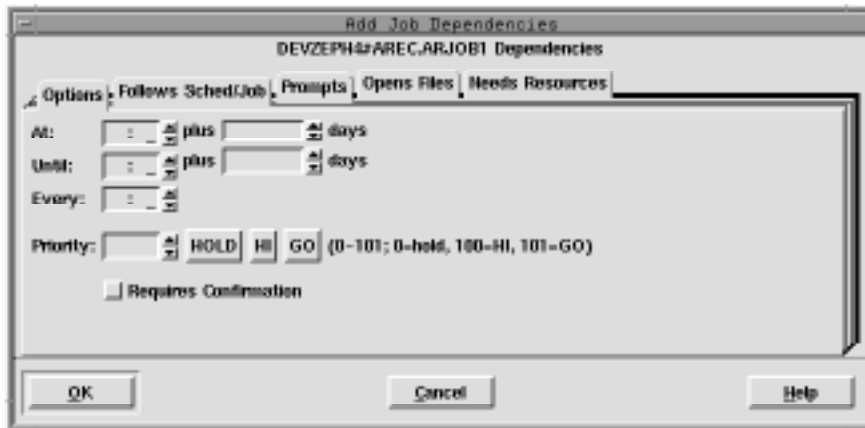 Add Job Dependencies
DEVZEPH4#AREC.ARJOB1 Dependencies
Options Follows Sched/Job Prompts Opens Files Needs Resources
At: : _ plus days
Until: : _ plus days
Every: : _
Priority: HOLD HI GO (0-101; 0=hold, 100=HI, 101=GO)
Requires Confirmation
OK Cancel Help